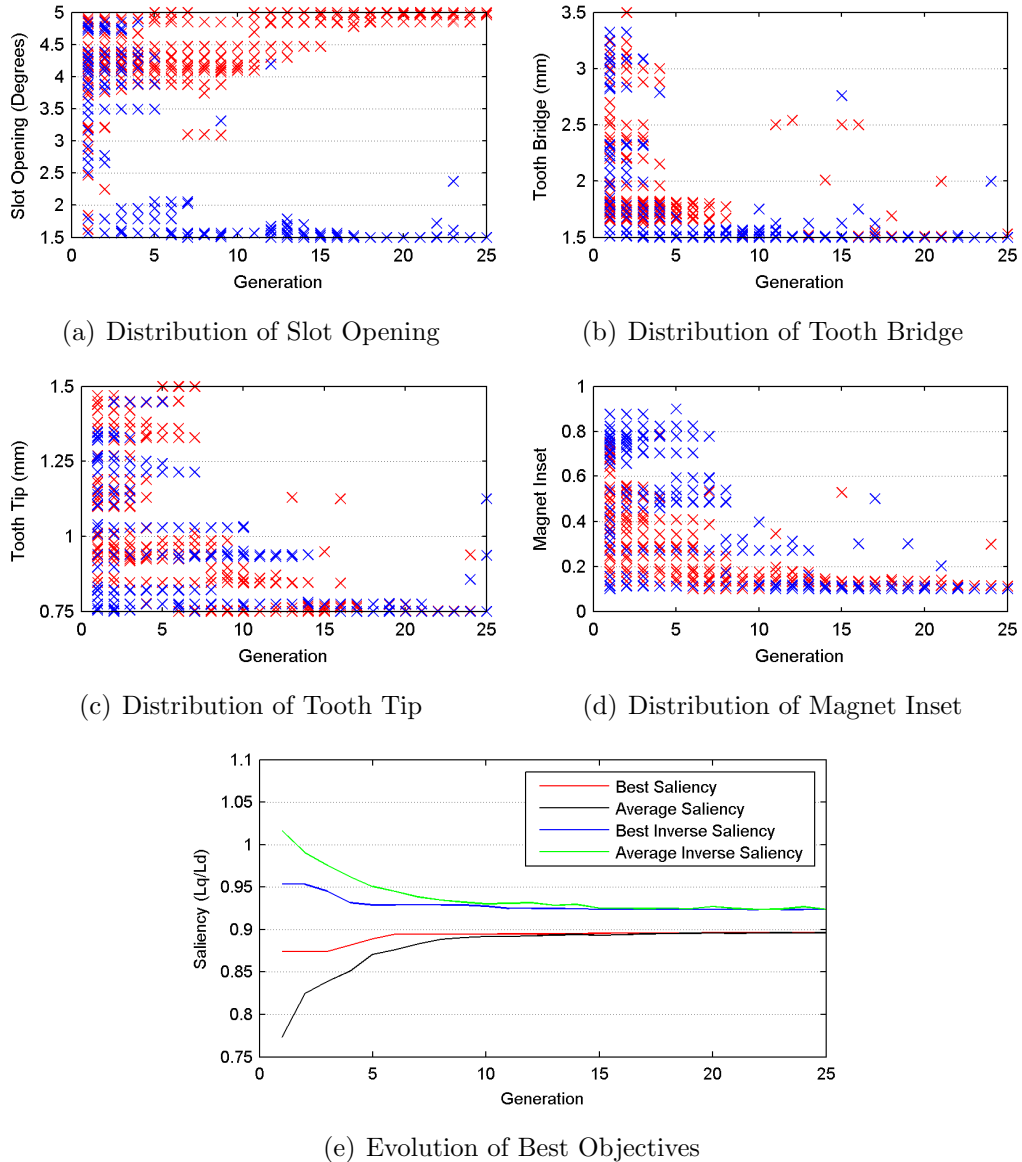 5
4.5
4
3.5
3
2.5
2
1.5
0 5 10 15 20 25
Slot Opening (Degrees)
Generation
(a) Distribution of Slot Opening
3.5
3
2.5
2
1.5
0 5 10 15 20 25
Tooth Bridge (mm)
Generation
(b) Distribution of Tooth Bridge
1.5
1.25
1
0.75
0 5 10 15 20 25
Tooth Tip (mm)
Generation
(c) Distribution of Tooth Tip
1
0.8
0.6
0.4
0.2
0
0 5 10 15 20 25
Magnet Inset
Generation
(d) Distribution of Magnet Inset
1.1
1.05
1
0.95
0.9
0.85
0.8
0.75
0 5 10 15 20 25
Saliency (Lq/Ld)
Generation
Best Saliency
Average Saliency
Best Inverse Saliency
Average Inverse Saliency
(e) Evolution of Best Objectives